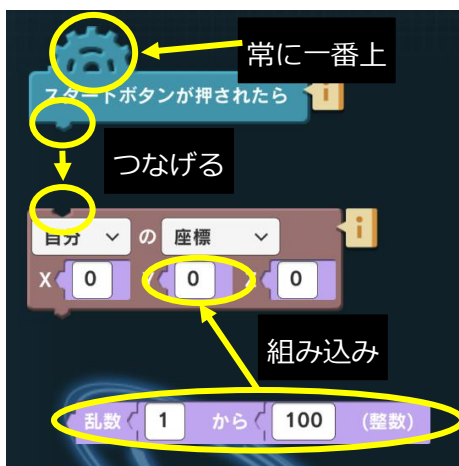 常に一番上
スタートボタンが押されたら i
つなげる
自分 の 座標 i
X 0 Y 0 Z 0
組み込み
乱数 1 から 100 (整数)